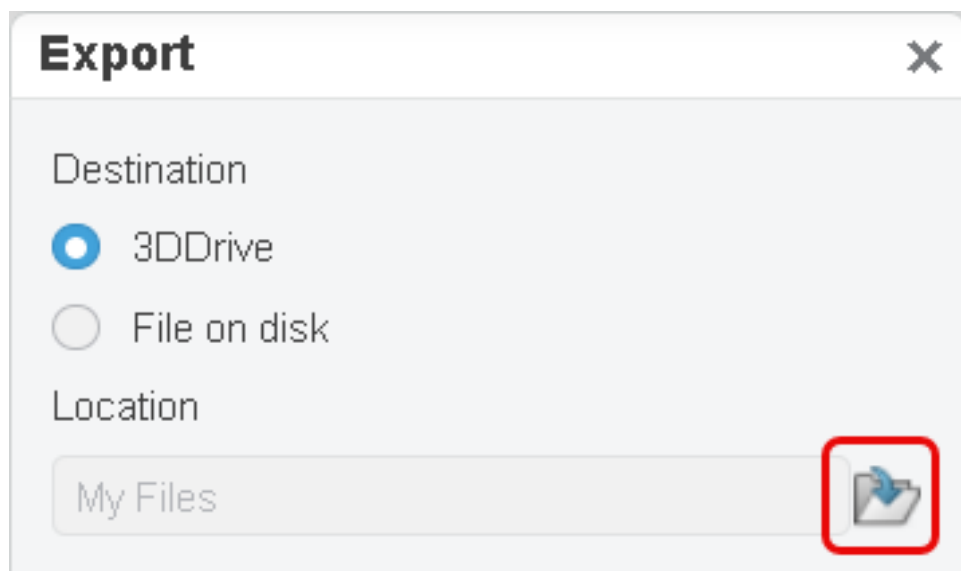 Export
Destination
3DDrive
File on disk
Location
My Files